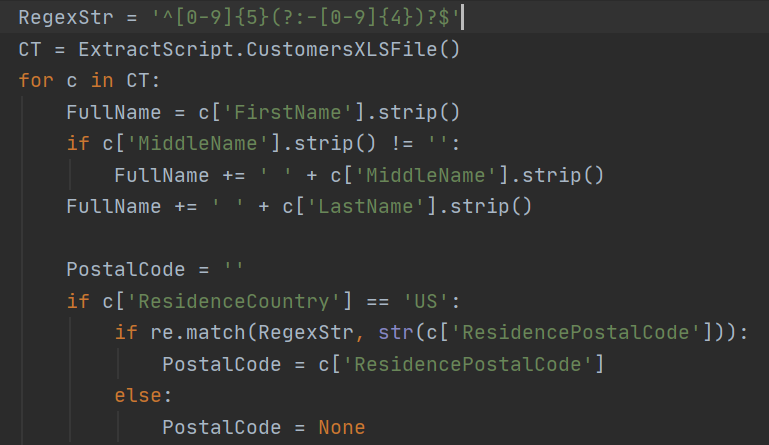 RegexStr = '^[0-9]{5}(?:-[0-9]{4})?$'
CT = ExtractScript.CustomersXLSFile()
for c in CT:
    FullName = c['FirstName'].strip()
    if c['MiddleName'].strip() != '':
        FullName += ' ' + c['MiddleName'].strip()
    FullName += ' ' + c['LastName'].strip()

    PostalCode = ''
    if c['ResidenceCountry'] == 'US':
        if re.match(RegexStr, str(c['ResidencePostalCode'])):
            PostalCode = c['ResidencePostalCode']
        else:
            PostalCode = None